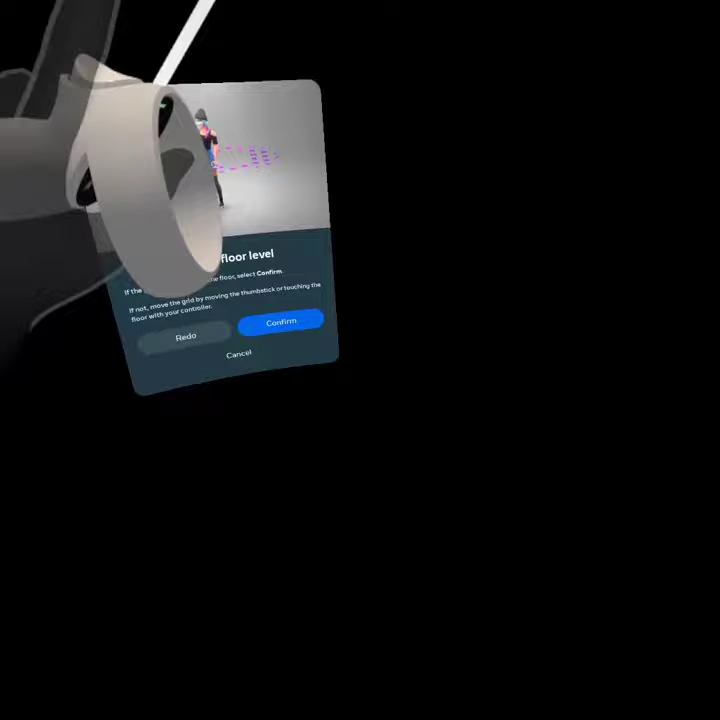 floor level
If the floor, select Confirm.
If not, move the grid by moving the thumbstick or touching the
floor with your controller.
Redo
Confirm
Cancel